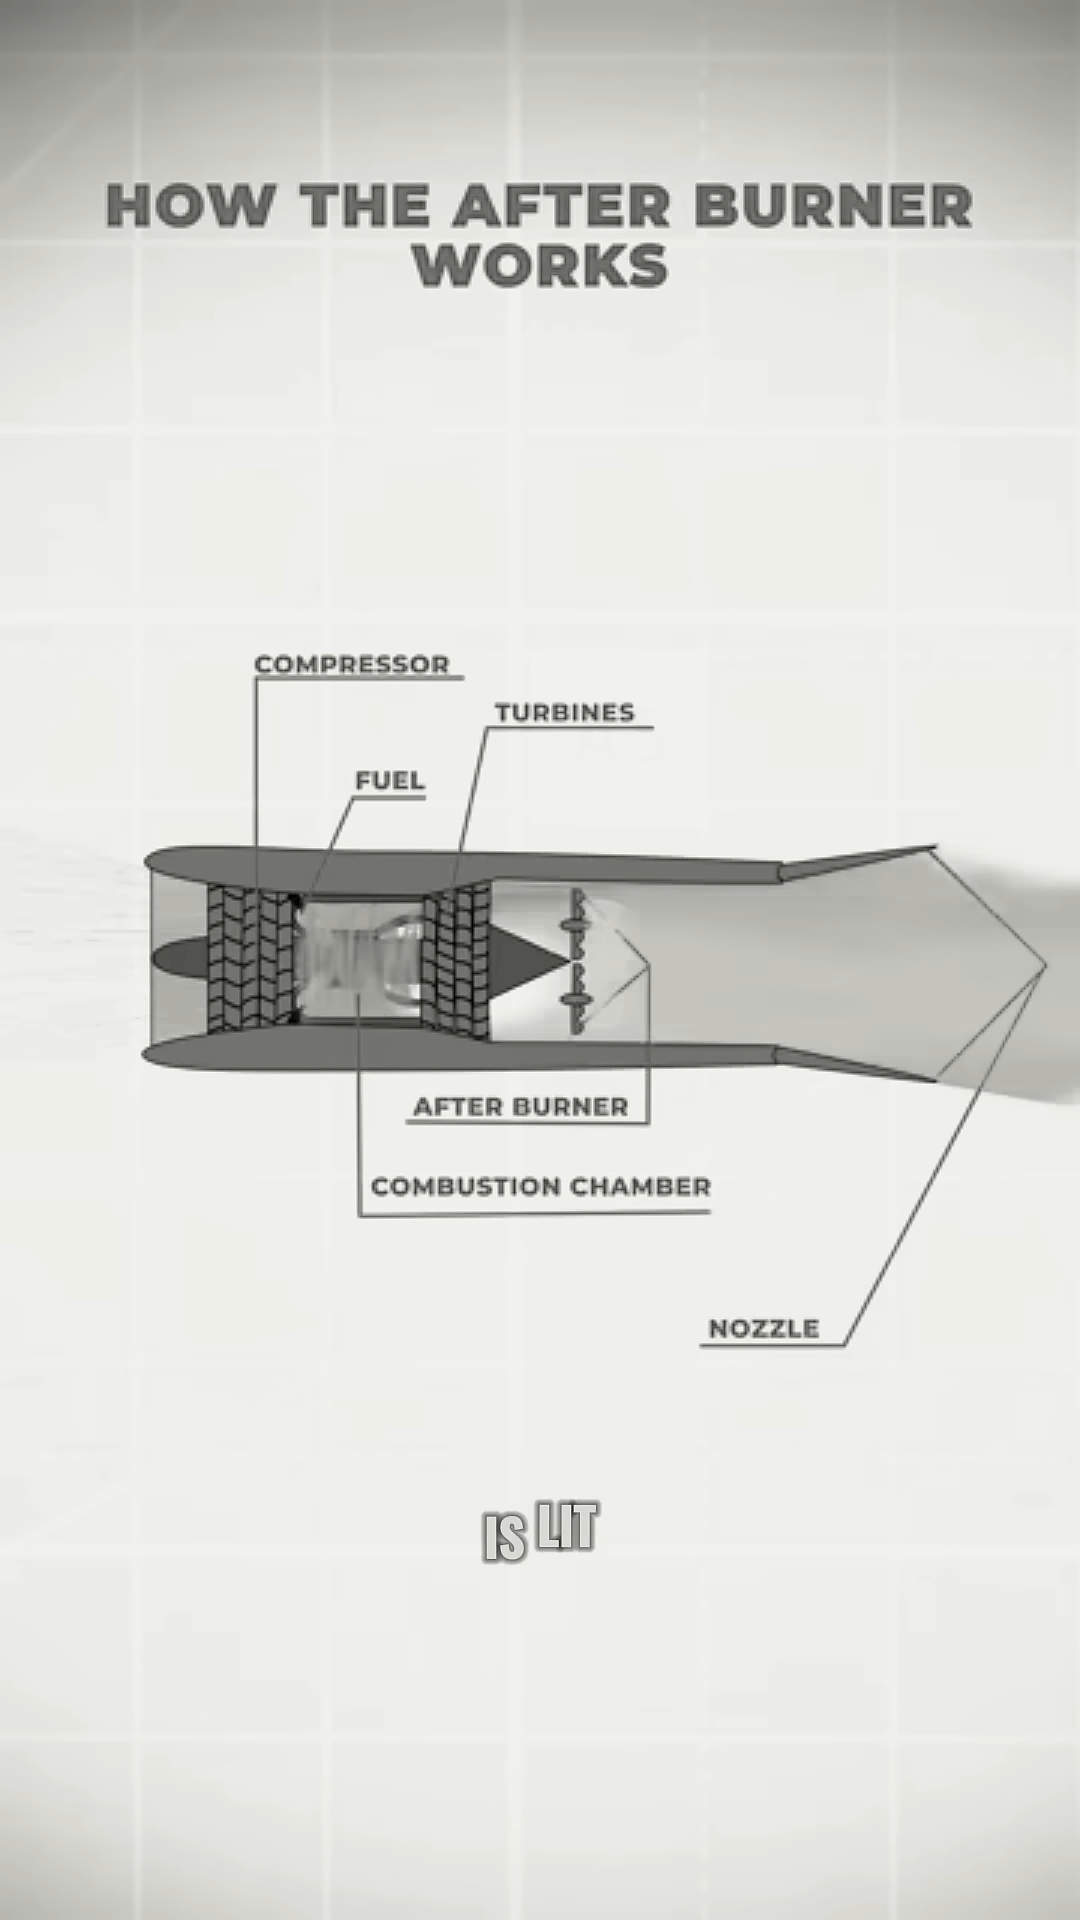 HOW THE AFTER BURNER
WORKS
COMPRESSOR
TURBINES
FUEL
AFTER BURNER
COMBUSTION CHAMBER
NOZZLE
IS LIT